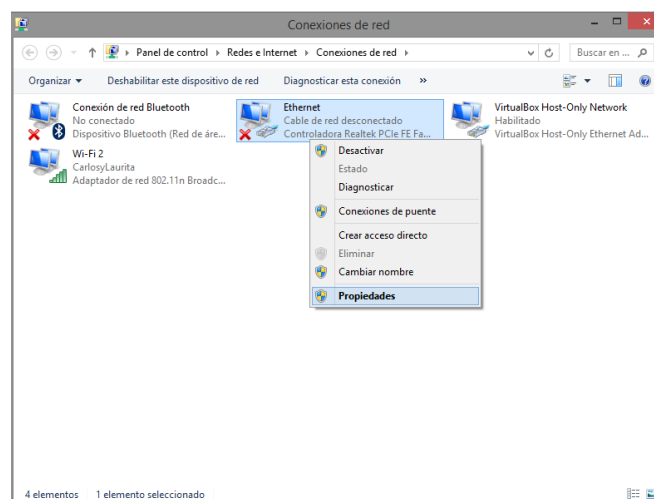 Conexiones de red
Panel de control Redes e Internet Conexiones de red
Buscar en ...
Organizar Deshabilitar este dispositivo de red Diagnosticar esta conexión »
Conexión de red Bluetooth
No conectado
Dispositivo Bluetooth (Red de áre...
Ethernet
Cable de red desconectado
Controladora Realtek PCIe FE Fa...
VirtualBox Host-Only Network
Habilitado
VirtualBox Host-Only Ethernet Ad...
Wi-Fi 2
CarlosyLaurita
Adaptador de red 802.11n Broadc...
Desactivar
Estado
Diagnosticar
Conexiones de puente
Crear acceso directo
Eliminar
Cambiar nombre
Propiedades
4 elementos 1 elemento seleccionado